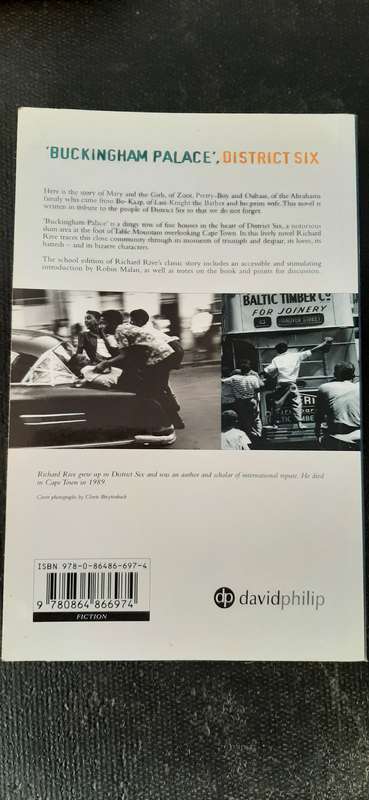 'BUCKINGHAM PALACE', DISTRICT SIX
Here is the story of Mary and the Girls, of Zoot, Pretty-Boy and Oubaas, of the Abrahams
family who came from Bo-Kaap, of Last-Knight the Barber and his prim wife. This novel is
written in tribute to the people of District Six so that we do not forget.
'Buckingham Palace' is a dingy row of five houses in the heart of District Six, a notorious
slum area at the foot of Table Mountain overlooking Cape Town. In this lively novel Richard
Rive traces this close community through its moments of triumph and despair, its loves, its
hatreds – and its bizarre characters.
The school edition of Richard Rive's classic story includes an accessible and stimulating
introduction by Robin Malan, as well as notes on the book and points for discussion.
BALTIC TIMBER Co
FOR JOINERY
HANOVER STREET
BALTIC TIMBER
Richard Rive grew up in District Six and was an author and scholar of international repute. He died
in Cape Town in 1989.
Cover photographs by Cloete Breytenbach
ISBN 978-0-86486-697-4
9 780864 866974
FICTION
dp davidphilip